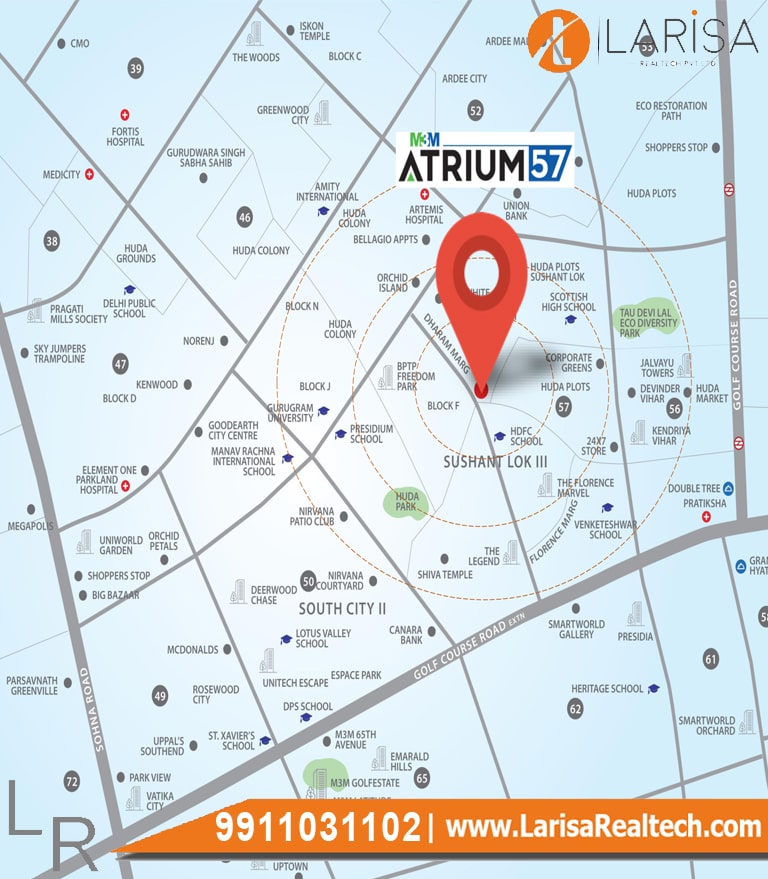 LARiSA
REALTECH PVT LTD
ISKON
TEMPLE
CMO
THE WOODS
BLOCK C
ARDEE
39
ARDEE CITY
53
GREENWOOD
CITY
52
ECO RESTORATION
PATH
FORTIS
HOSPITAL
M3M
ATRIUM 57
SHOPPERS STOP
GURUDWARA SINGH
SABHA SAHIB
MEDICITY
AMITY
INTERNATIONAL
ARTEMIS
HOSPITAL
UNION
BANK
HUDA PLOTS
46
HUDA
COLONY
38
BELLAGIO APPTS
HUDA COLONY
HUDA
GROUNDS
ORCHID
ISLAND
HUDA PLOTS
SUSHANT LOK
WHITE
DELHI PUBLIC
SCHOOL
BLOCK N
SCOTTISH
HIGH SCHOOL
PRAGATI
MILLS SOCIETY
HUDA
COLONY
DHARAM MARG
TAU DEVI LAL
ECO DIVERSITY
PARK
GOLF COURSE ROAD
NORENJ
SKY JUMPERS
TRAMPOLINE
47
KENWOOD
BLOCK D
BLOCK J
BPTP
FREEDOM
PARK
CORPORATE
GREENS
HUDA PLOTS
JALVAYU
TOWERS
DEVINDER
VIHAR
HUDA
MARKET
56
BLOCK F
57
GURUGRAM
UNIVERSITY
KENDRIYA
VIHAR
GOODEARTH
CITY CENTRE
PRESIDIUM
SCHOOL
HDFC
SCHOOL
24X7
STORE
MANAV RACHNA
INTERNATIONAL
SCHOOL
SUSHANT LOK III
ELEMENT ONE
PARKLAND
HOSPITAL
THE FLORENCE
MARVEL
DOUBLE TREE
PRATIKSHA
HUDA
PARK
MEGAPOLIS
NIRVANA
PATIO CLUB
FLORENCE MARG
VENKETESHWAR
SCHOOL
UNIWORLD
GARDEN
ORCHID
PETALS
THE
LEGEND
SHOPPERS STOP
BIG BAZAAR
50
NIRVANA
COURTYARD
SHIVA TEMPLE
GRAN
HYAT
DEERWOOD
CHASE
SOUTH CITY II
LOTUS VALLEY
SCHOOL
CANARA
BANK
GOLF COURSE ROAD EXTN
SMARTWORLD
GALLERY
PRESIDIA
58
MCDONALDS
61
PARSAVNATH
GREENVILLE
SOHNA ROAD
49
ROSEWOOD
CITY
UNITECH ESCAPE
ESPACE PARK
HERITAGE SCHOOL
62
DPS SCHOOL
SMARTWORLD
ORCHARD
UPPAL'S
SOUTHEND
ST. XAVIER'S
SCHOOL
M3M 65TH
AVENUE
EMARALD
HILLS
72
PARK VIEW
M3M GOLFESTATE
65
VATIKA
CITY
LR
9911031102 | www.LarisaRealtech.com
UPTOWN